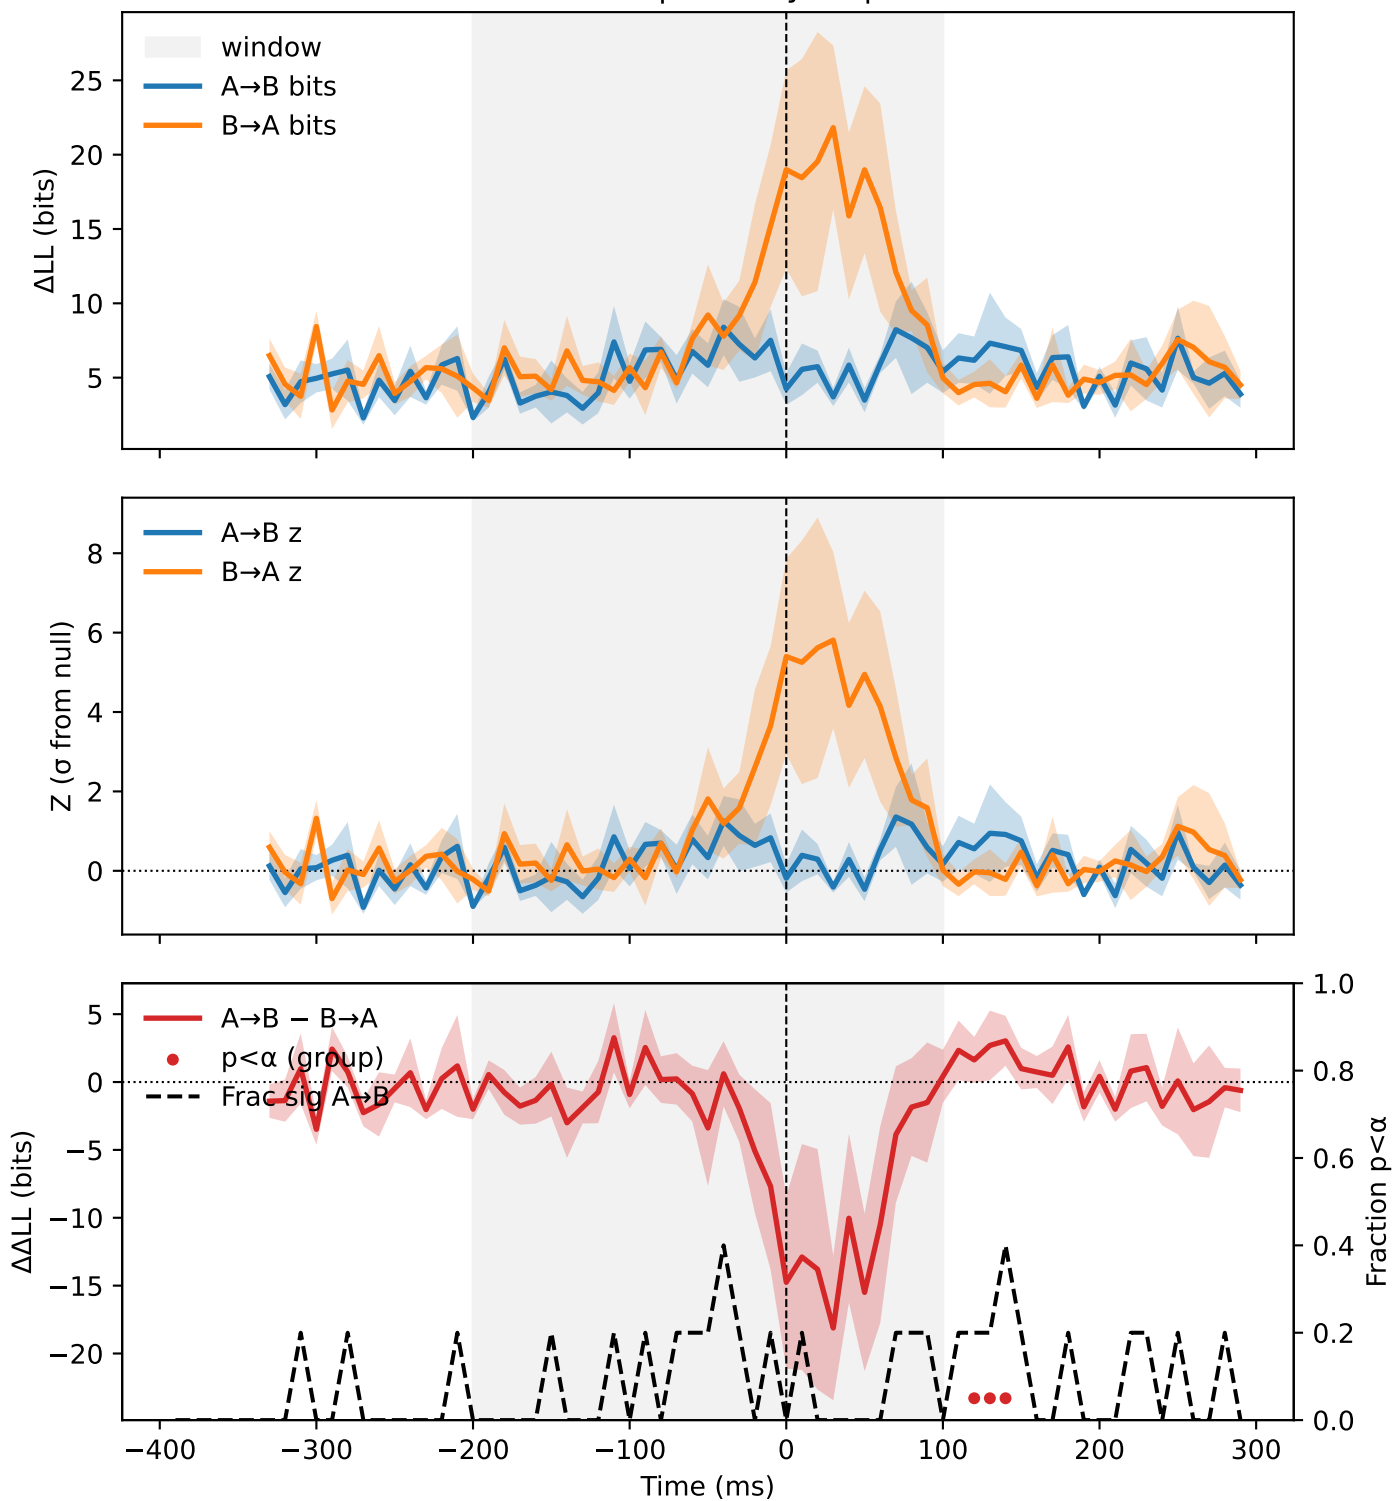 window
A→B bits
B→A bits
ΔLL (bits)
25
20
15
10
5
A→B z
B→A z
Z (σ from null)
8
6
4
2
0
A→B − B→A
p<α (group)
Frac sig A→B
ΔΔLL (bits)
5
0
−5
−10
−15
−20
1.0
0.8
0.6
0.4
0.2
0.0
Fraction p<α
−400 −300 −200 −100 0 100 200 300
Time (ms)